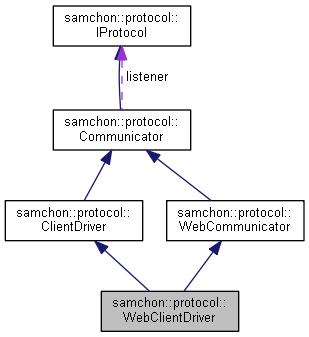 samchon::protocol::
IProtocol
listener
samchon::protocol::
Communicator
samchon::protocol::
ClientDriver
samchon::protocol::
WebCommunicator
samchon::protocol::
WebClientDriver